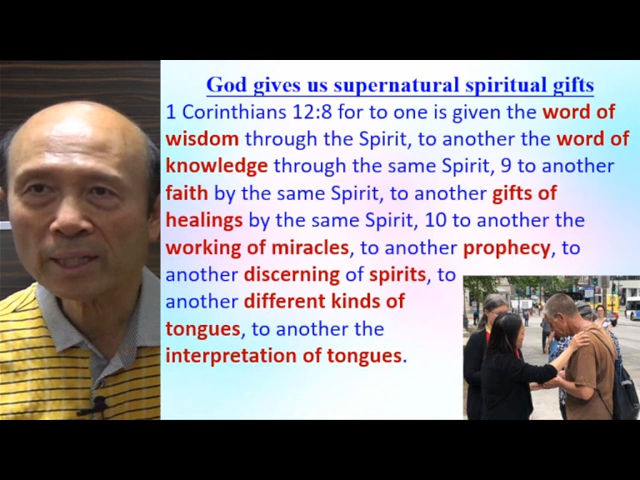 God gives us supernatural spiritual gifts
1 Corinthians 12:8 for to one is given the word of
wisdom through the Spirit, to another the word of
knowledge through the same Spirit, 9 to another
faith by the same Spirit, to another gifts of
healings by the same Spirit, 10 to another the
working of miracles, to another prophecy, to
another discerning of spirits, to
another different kinds of
tongues, to another the
interpretation of tongues.